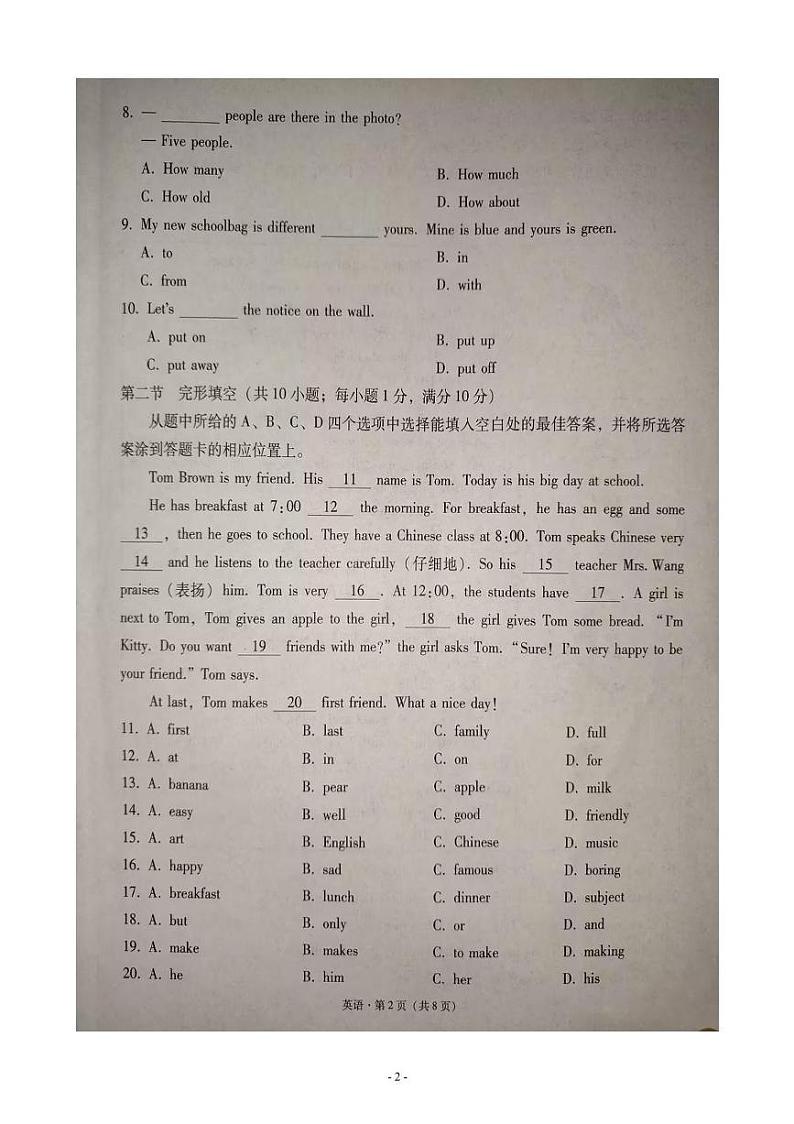 8. — ________ people are there in the photo?
— Five people.
A. How many B. How much
C. How old D. How about
9. My new schoolbag is different ________ yours. Mine is blue and yours is green.
A. to B. in
C. from D. with
10. Let's ________ the notice on the wall.
A. put on B. put up
C. put away D. put off
第二节 完形填空（共10小题；每小题1分，满分10分）
从题中所给的A、B、C、D四个选项中选择能填入空白处的最佳答案，并将所选答
案涂到答题卡的相应位置上。
Tom Brown is my friend. His 11 name is Tom. Today is his big day at school.
He has breakfast at 7:00 12 the morning. For breakfast, he has an egg and some
13 , then he goes to school. They have a Chinese class at 8:00. Tom speaks Chinese very
14 and he listens to the teacher carefully（仔细地）. So his 15 teacher Mrs. Wang
praises（表扬）him. Tom is very 16 . At 12:00, the students have 17 . A girl is
next to Tom, Tom gives an apple to the girl, 18 the girl gives Tom some bread. “I'm
Kitty. Do you want 19 friends with me?” the girl asks Tom. “Sure! I'm very happy to be
your friend.” Tom says.
At last, Tom makes 20 first friend. What a nice day!
11. A. first B. last C. family D. full
12. A. at B. in C. on D. for
13. A. banana B. pear C. apple D. milk
14. A. easy B. well C. good D. friendly
15. A. art B. English C. Chinese D. music
16. A. happy B. sad C. famous D. boring
17. A. breakfast B. lunch C. dinner D. subject
18. A. but B. only C. or D. and
19. A. make B. makes C. to make D. making
20. A. he B. him C. her D. his
英语·第2页（共8页）
- 2 -